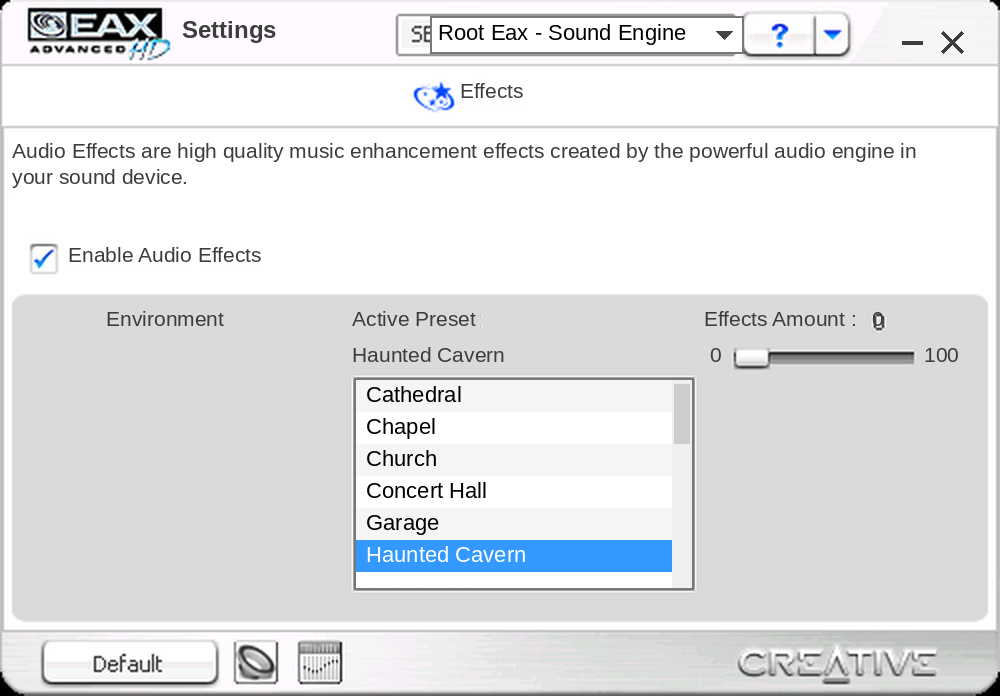 EAX
ADVANCED HD
Settings
SE
Root Eax - Sound Engine
?
Effects
Audio Effects are high quality music enhancement effects created by the powerful audio engine in
your sound device.
Enable Audio Effects
Environment
Active Preset
Effects Amount : 0
Haunted Cavern
0
100
Cathedral
Chapel
Church
Concert Hall
Garage
Haunted Cavern
Default
CREATIVE